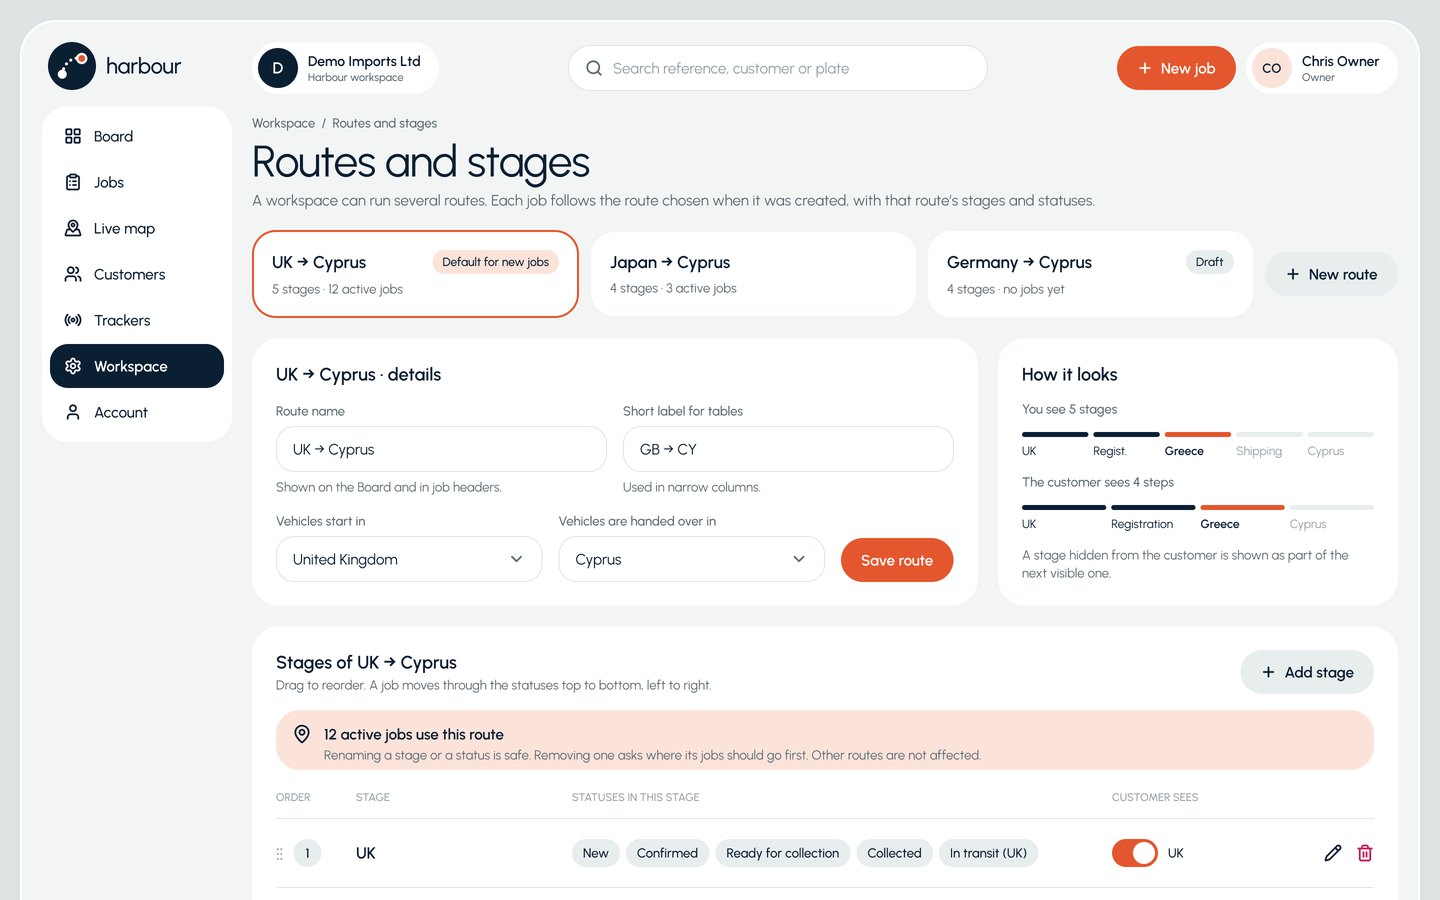 harbour
D
Demo Imports Ltd
Harbour workspace
Search reference, customer or plate
+ New job
CO
Chris Owner
Owner
Board
Jobs
Live map
Customers
Trackers
Workspace
Account
Workspace / Routes and stages
Routes and stages
A workspace can run several routes. Each job follows the route chosen when it was created, with that route's stages and statuses.
UK → Cyprus
Default for new jobs
5 stages · 12 active jobs
Japan → Cyprus
4 stages · 3 active jobs
Germany → Cyprus
Draft
4 stages · no jobs yet
+ New route
UK → Cyprus · details
Route name
Short label for tables
UK → Cyprus
GB → CY
Shown on the Board and in job headers.
Used in narrow columns.
Vehicles start in
Vehicles are handed over in
United Kingdom
Cyprus
Save route
How it looks
You see 5 stages
UK Regist. Greece Shipping Cyprus
The customer sees 4 steps
UK Registration Greece Cyprus
A stage hidden from the customer is shown as part of the
next visible one.
Stages of UK → Cyprus
Drag to reorder. A job moves through the statuses top to bottom, left to right.
+ Add stage
12 active jobs use this route
Renaming a stage or a status is safe. Removing one asks where its jobs should go first. Other routes are not affected.
ORDER STAGE STATUSES IN THIS STAGE CUSTOMER SEES
1 UK New Confirmed Ready for collection Collected In transit (UK) UK